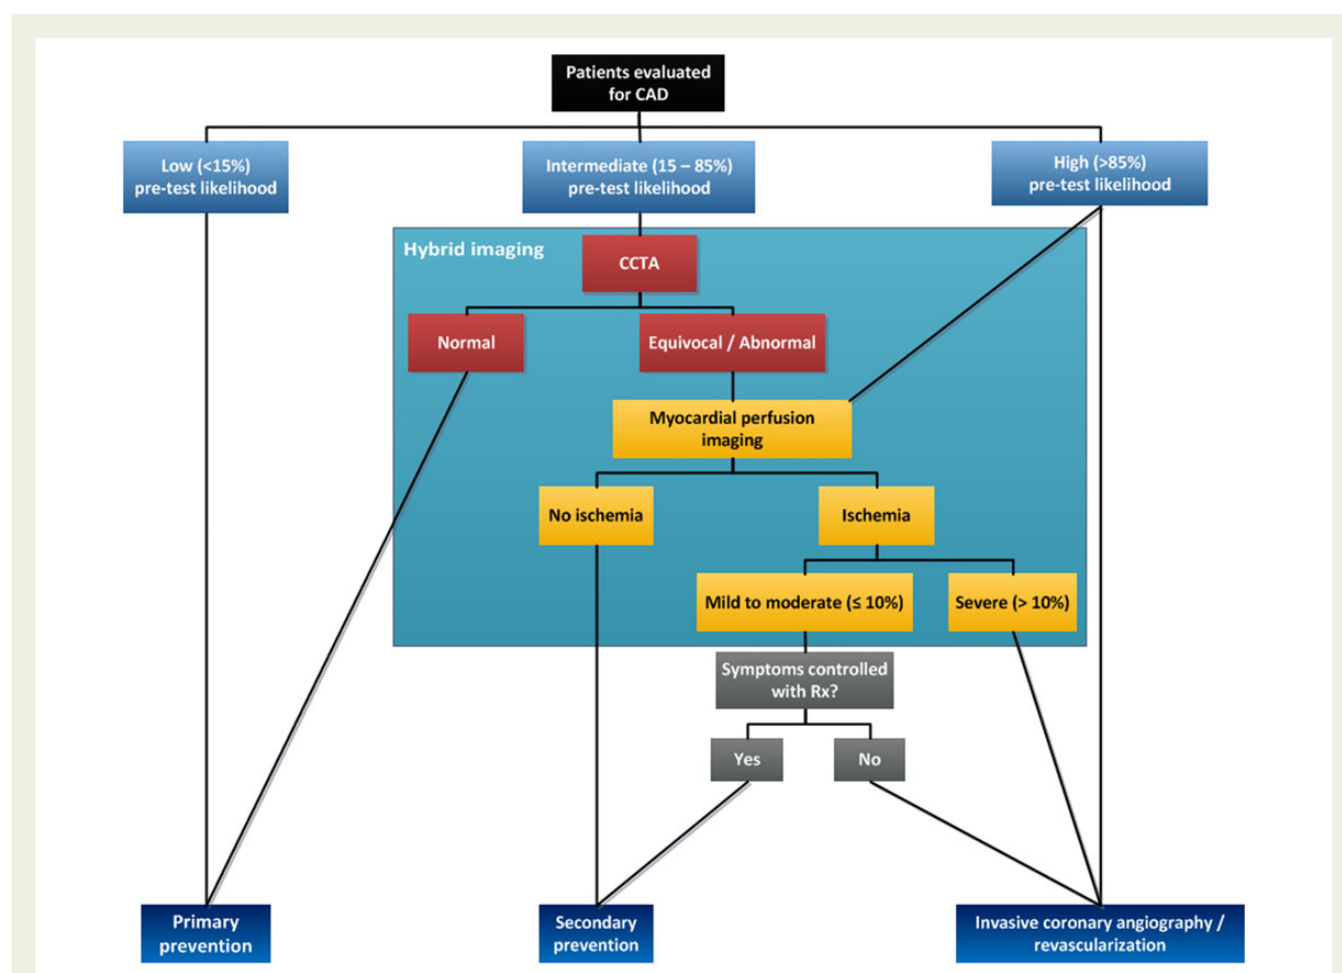 Patients evaluated
for CAD
Low (<15%)
pre-test likelihood
Intermediate (15 – 85%)
pre-test likelihood
High (>85%)
pre-test likelihood
Hybrid imaging
CCTA
Normal
Equivocal / Abnormal
Myocardial perfusion
imaging
No ischemia
Ischemia
Mild to moderate (≤ 10%)
Severe (> 10%)
Symptoms controlled
with Rx?
Yes
No
Primary
prevention
Secondary
prevention
Invasive coronary angiography /
revascularization